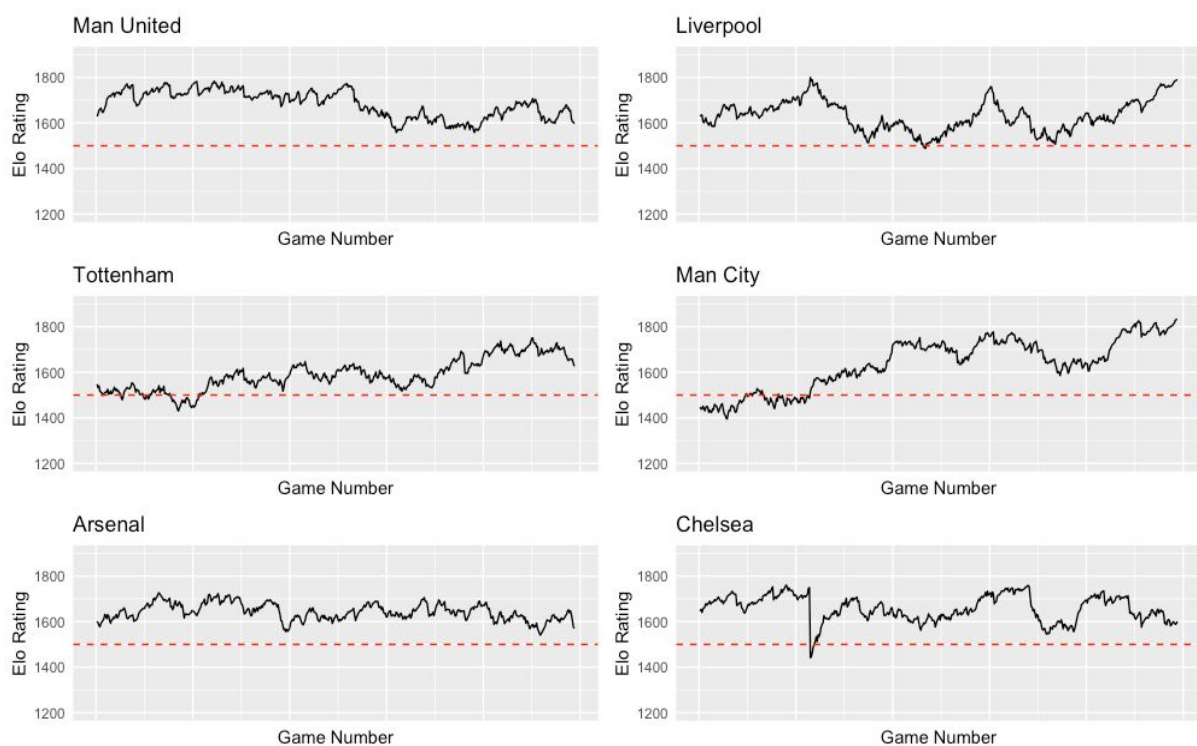 Man United
Elo Rating
1800
1600
1400
1200
Game Number
Liverpool
Elo Rating
1800
1600
1400
1200
Game Number
Tottenham
Elo Rating
1800
1600
1400
1200
Game Number
Man City
Elo Rating
1800
1600
1400
1200
Game Number
Arsenal
Elo Rating
1800
1600
1400
1200
Game Number
Chelsea
Elo Rating
1800
1600
1400
1200
Game Number